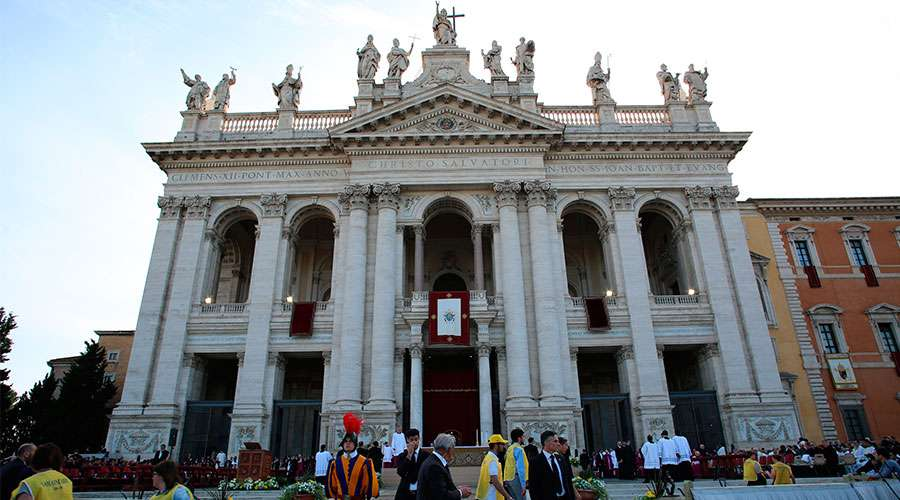 CHRISTO SALVATORI
CLEMENS XII PONT MAX ANNO
IN HON SS IOAN BAPT ET EVANG